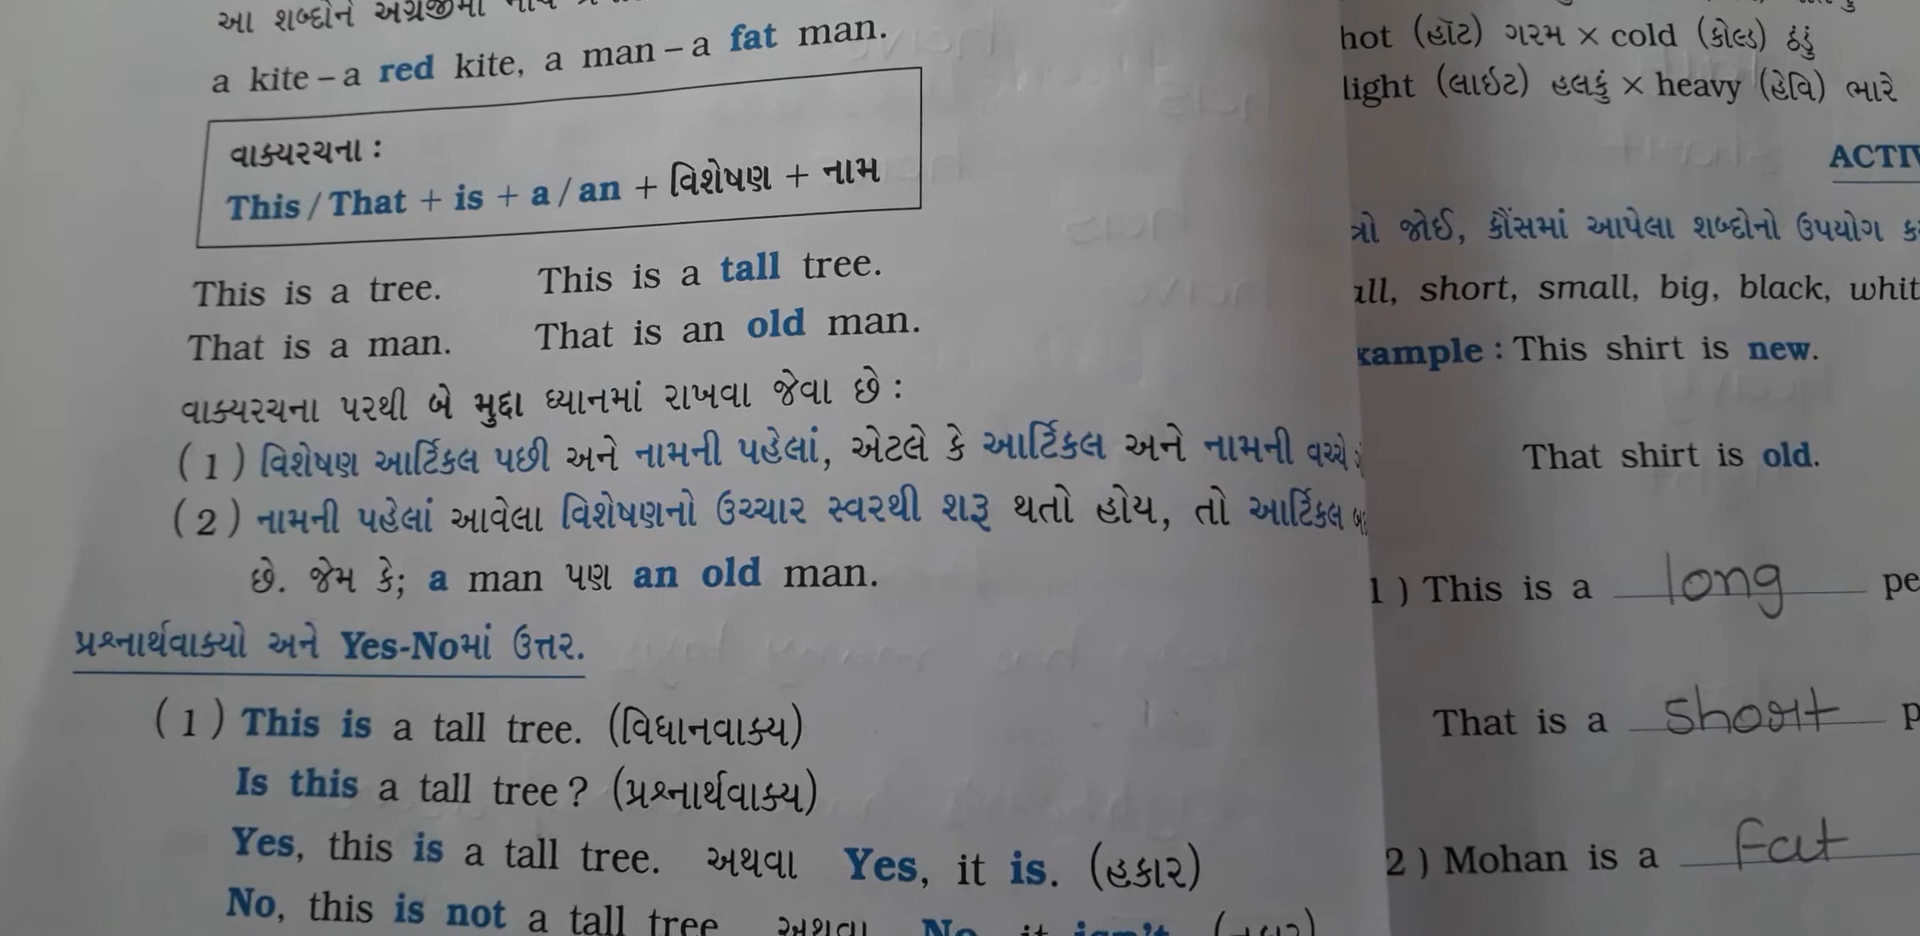 આ શબ્દોને અંગ્રેજીમાં
a kite – a red kite, a man – a fat man.
વાક્યરચના :
This / That + is + a / an + વિશેષણ + નામ
This is a tree. This is a tall tree.
That is a man. That is an old man.
વાક્યરચના પરથી બે મુદ્દા ધ્યાનમાં રાખવા જેવા છે :
( 1 ) વિશેષણ આર્ટિકલ પછી અને નામની પહેલાં, એટલે કે આર્ટિકલ અને નામની વચ્ચે
( 2 ) નામની પહેલાં આવેલા વિશેષણનો ઉચ્ચાર સ્વરથી શરૂ થતો હોય, તો આર્ટિકલ
છે. જેમ કે; a man પણ an old man.
પ્રશ્નાર્થવાક્યો અને Yes-Noમાં ઉત્તર.
( 1 ) This is a tall tree. (વિધાનવાક્ય)
Is this a tall tree ? (પ્રશ્નાર્થવાક્ય)
Yes, this is a tall tree. અથવા Yes, it is. (હકાર)
No, this is not a tall tree અથવા No, it isn't
hot (હૉટ) ગરમ × cold (કોલ્ડ) ઠંડું
light (લાઇટ) હલકું × heavy (હેવિ) ભારે
ACTIV
ત્રો જોઈ, કૌંસમાં આપેલા શબ્દોનો ઉપયોગ ક
all, short, small, big, black, whit
xample : This shirt is new.
That shirt is old.
1 ) This is a long pe
That is a short p
2 ) Mohan is a fat